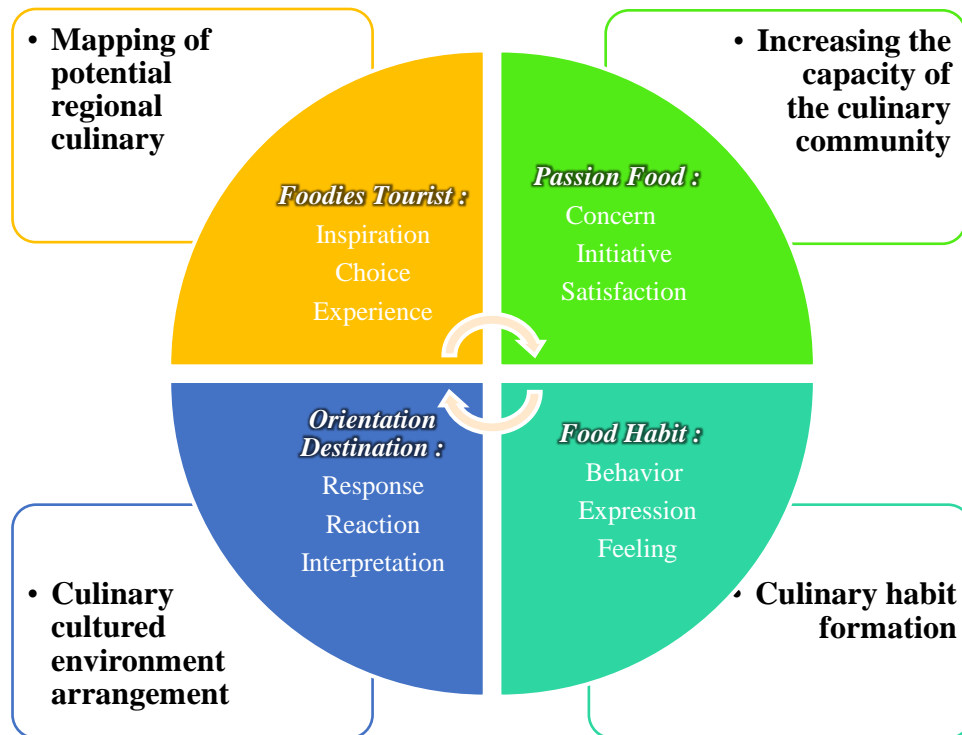 • Mapping of
potential
regional
culinary
• Increasing the
capacity of
the culinary
community
Foodies Tourist :
Inspiration
Choice
Experience
Passion Food :
Concern
Initiative
Satisfaction
Orientation
Destination :
Response
Reaction
Interpretation
Food Habit :
Behavior
Expression
Feeling
• Culinary
cultured
environment
arrangement
• Culinary habit
formation